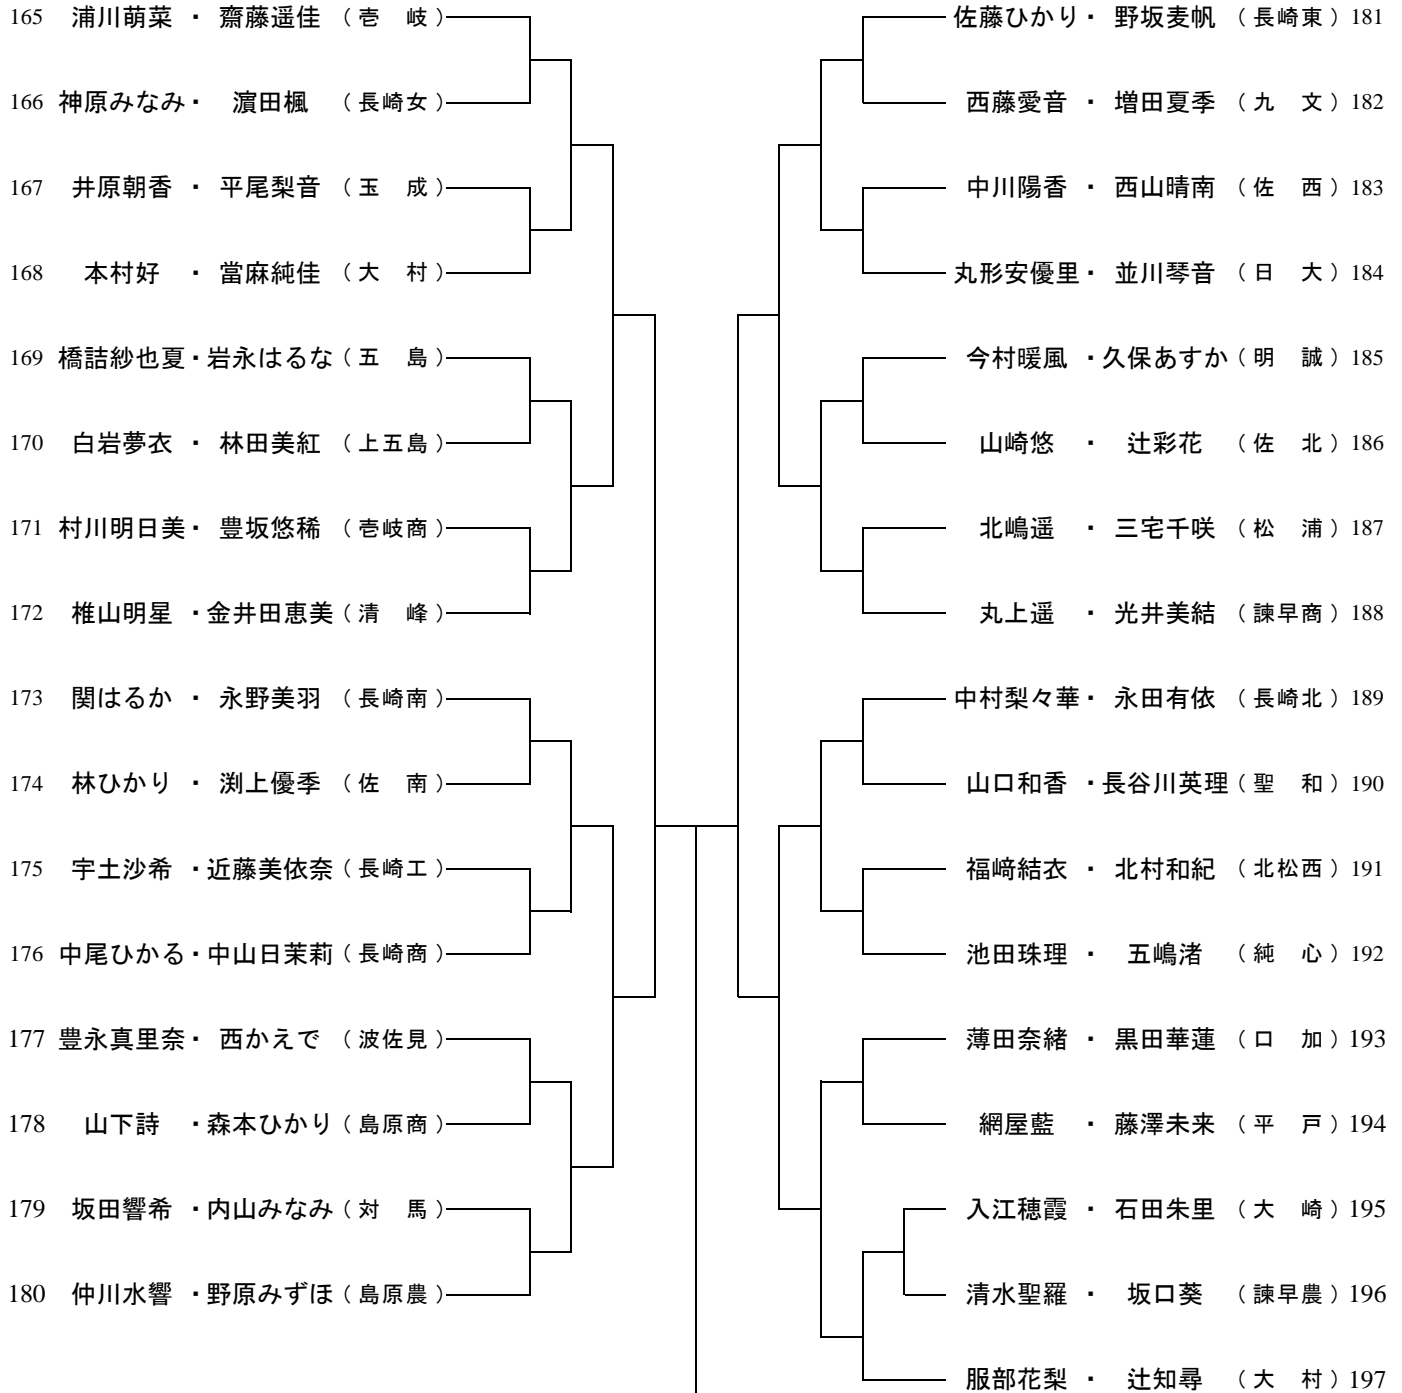 165 浦川萌菜・齋藤遥佳（壱　岐）
166 神原みなみ・濵田楓（長崎女）
167 井原朝香・平尾梨音（玉　成）
168 本村好・當麻純佳（大　村）
169 橋詰紗也夏・岩永はるな（五　島）
170 白岩夢衣・林田美紅（上五島）
171 村川明日美・豊坂悠稀（壱岐商）
172 椎山明星・金井田恵美（清　峰）
173 関はるか・永野美羽（長崎南）
174 林ひかり・渕上優季（佐　南）
175 宇土沙希・近藤美依奈（長崎工）
176 中尾ひかる・中山日茉莉（長崎商）
177 豊永真里奈・西かえで（波佐見）
178 山下詩・森本ひかり（島原商）
179 坂田響希・内山みなみ（対　馬）
180 仲川水響・野原みずほ（島原農）
佐藤ひかり・野坂麦帆（長崎東）181
西藤愛音・増田夏季（九　文）182
中川陽香・西山晴南（佐　西）183
丸形安優里・並川琴音（日　大）184
今村暖風・久保あすか（明　誠）185
山崎悠・辻彩花（佐　北）186
北嶋遥・三宅千咲（松　浦）187
丸上遥・光井美結（諫早商）188
中村梨々華・永田有依（長崎北）189
山口和香・長谷川英理（聖　和）190
福﨑結衣・北村和紀（北松西）191
池田珠理・五嶋渚（純　心）192
薄田奈緒・黒田華蓮（口　加）193
網屋藍・藤澤未来（平　戸）194
入江穂霞・石田朱里（大　崎）195
清水聖羅・坂口葵（諫早農）196
服部花梨・辻知尋（大　村）197